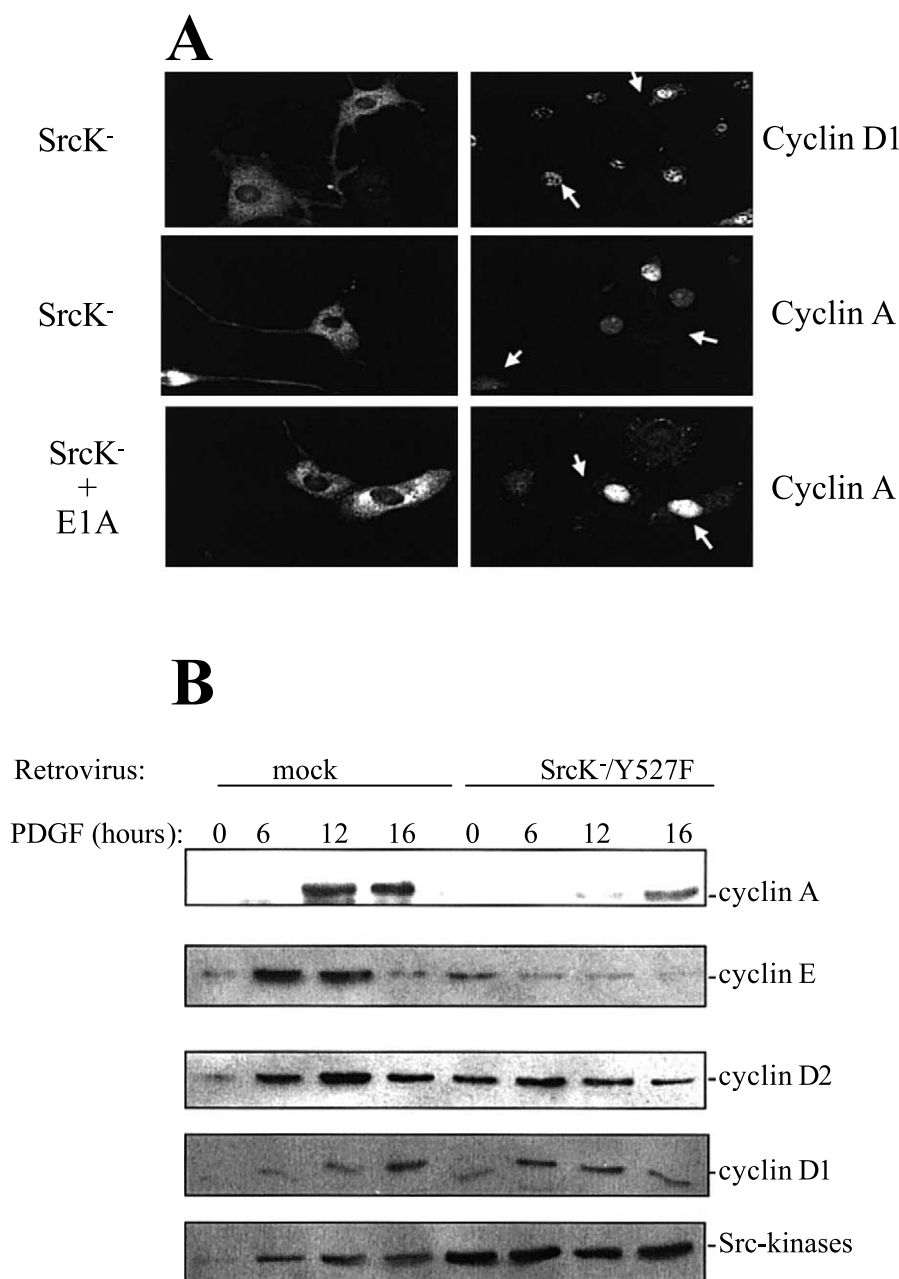 A
SrcK⁻
Cyclin D1
SrcK⁻
Cyclin A
SrcK⁻
+
E1A
Cyclin A
B
Retrovirus: mock SrcK⁻/Y527F
PDGF (hours): 0 6 12 16 0 6 12 16
-cyclin A
-cyclin E
-cyclin D2
-cyclin D1
-Src-kinases